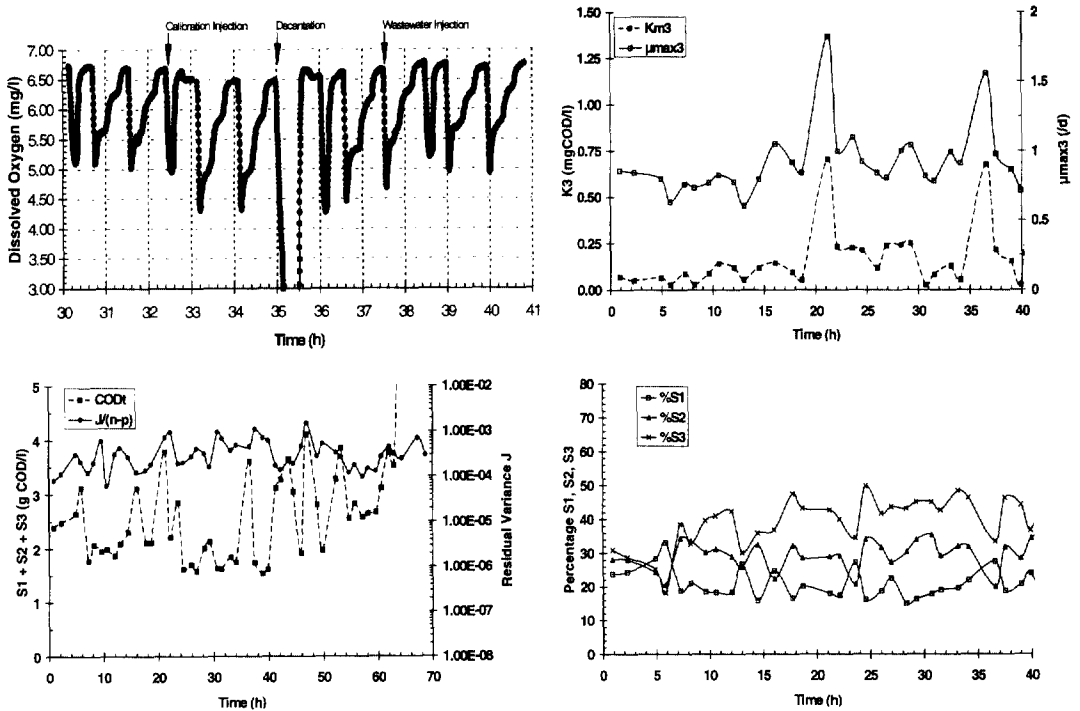 Calibration Injection
Decantation
Wastewater Injection
7.00
6.50
6.00
5.50
5.00
4.50
4.00
3.50
3.00
Dissolved Oxygen (mg/l)
30 31 32 33 34 35 36 37 38 39 40 41
Time (h)
Km3
µmax3
1.50
1.25
1.00
0.75
0.50
0.25
0.00
K3 (mgCOD/l)
2
1.5
1
0.5
0
µmax3 (/d)
0 5 10 15 20 25 30 35 40
Time (h)
CODt
J/(n-p)
5
4
3
2
1
0
S1 + S2 + S3 (g COD/l)
1.00E-02
1.00E-03
1.00E-04
1.00E-05
1.00E-06
1.00E-07
1.00E-08
Residual Variance J
0 10 20 30 40 50 60 70
Time (h)
%S1
%S2
%S3
80
70
60
50
40
30
20
10
0
Percentage S1, S2, S3
0 5 10 15 20 25 30 35 40
Time (h)